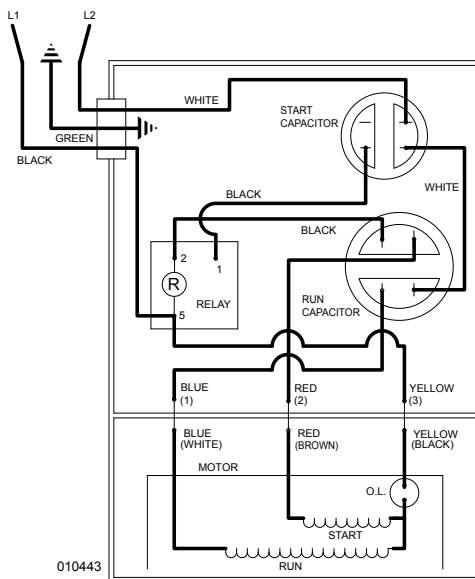 L1
L2
WHITE
GREEN
BLACK
START
CAPACITOR
WHITE
BLACK
BLACK
2
1
R
RELAY
5
RUN
CAPACITOR
BLUE
(1)
RED
(2)
YELLOW
(3)
BLUE
(WHITE)
RED
(BROWN)
YELLOW
(BLACK)
MOTOR
O.L.
START
RUN
010443